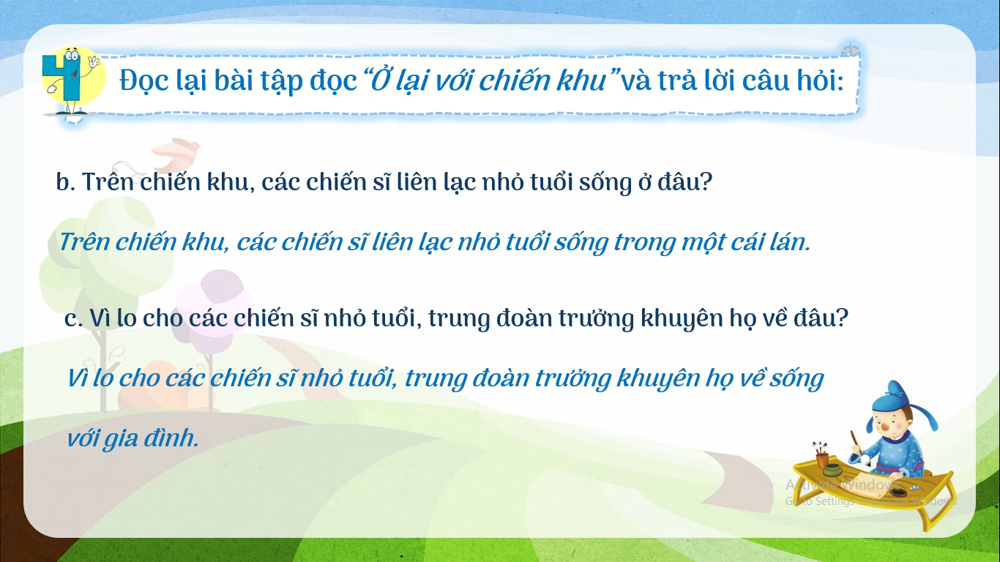 4
Đọc lại bài tập đọc “Ở lại với chiến khu” và trả lời câu hỏi:
b. Trên chiến khu, các chiến sĩ liên lạc nhỏ tuổi sống ở đâu?
Trên chiến khu, các chiến sĩ liên lạc nhỏ tuổi sống trong một cái lán.
c. Vì lo cho các chiến sĩ nhỏ tuổi, trung đoàn trưởng khuyên họ về đâu?
Vì lo cho các chiến sĩ nhỏ tuổi, trung đoàn trưởng khuyên họ về sống
với gia đình.
Activate Windows
Go to Settings to activate Windows.